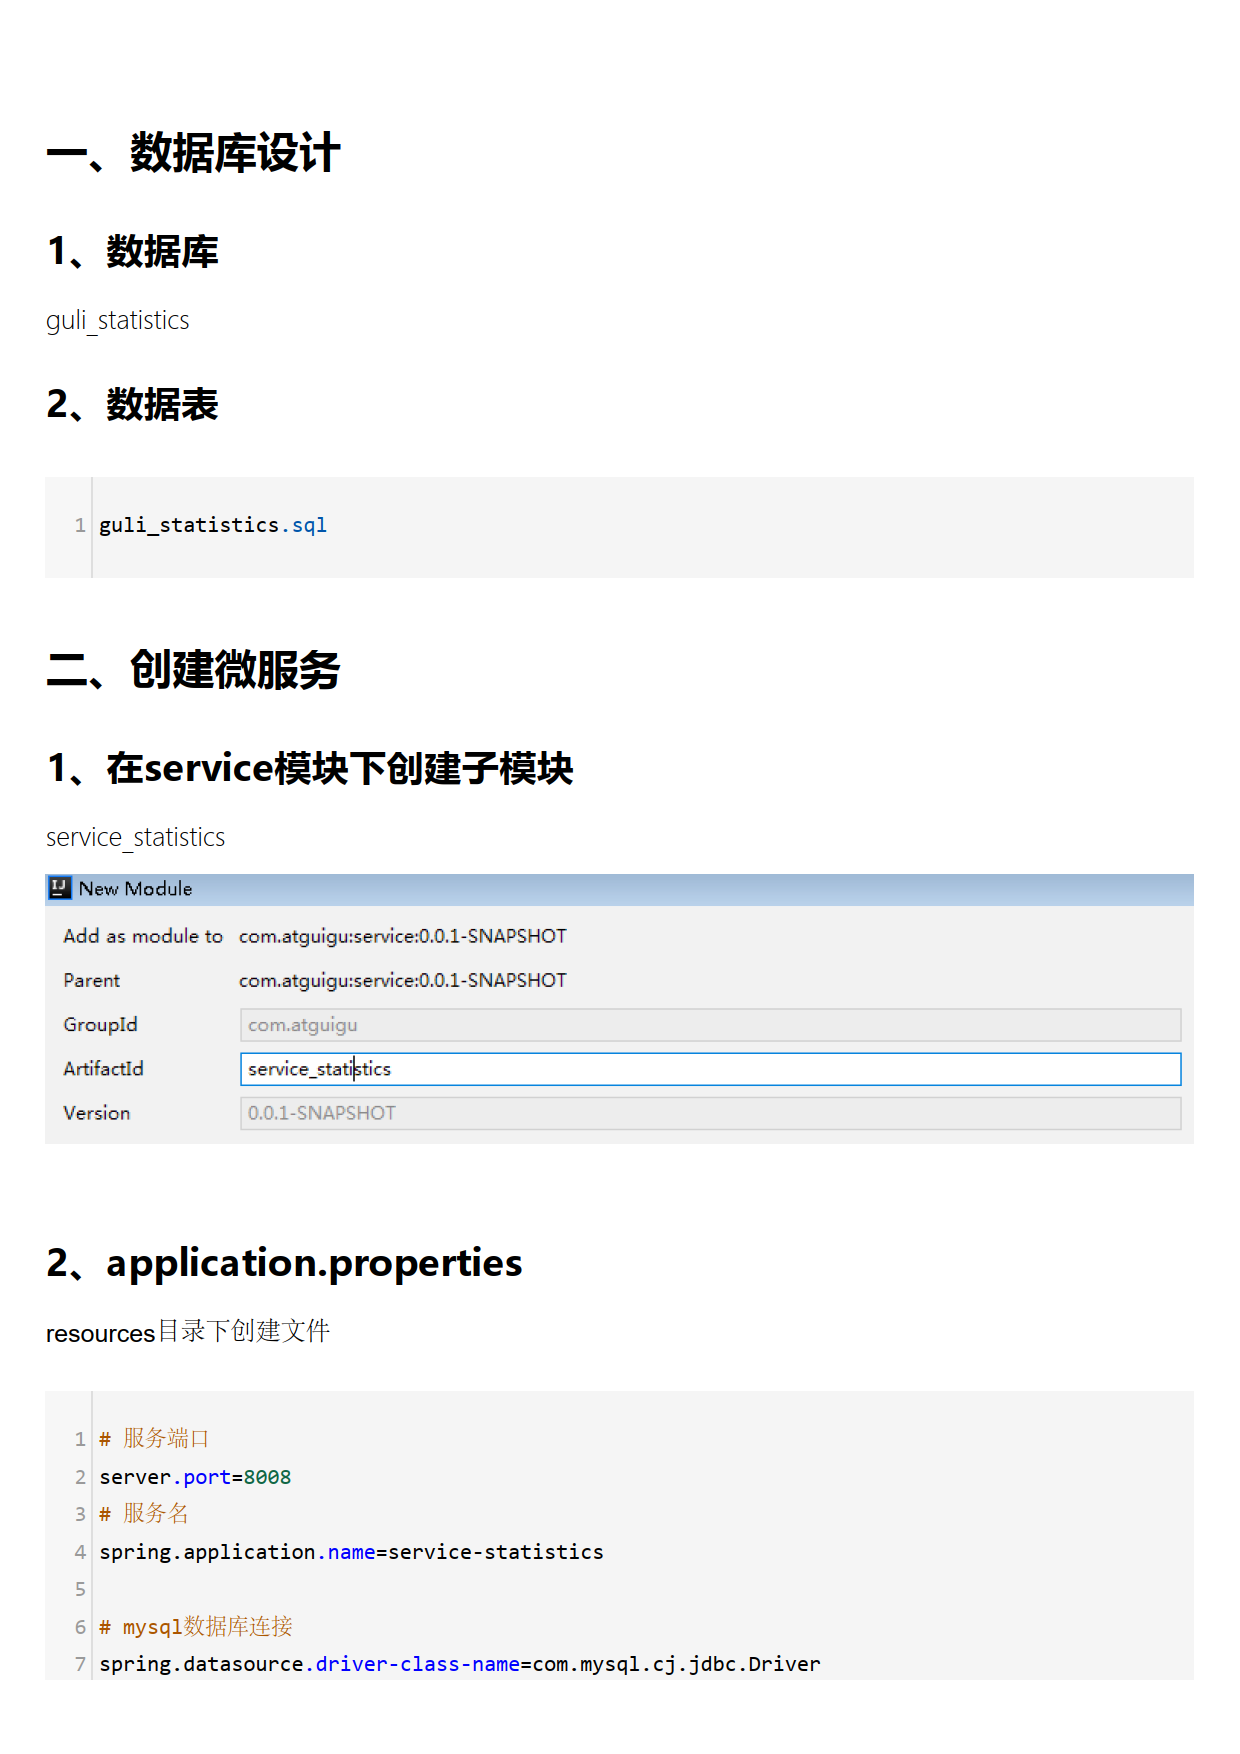 一、数据库设计
1、数据库
guli_statistics
2、数据表
1 guli_statistics.sql
二、创建微服务
1、在service模块下创建子模块
service_statistics
New Module
Add as module to com.atguigu:service:0.0.1-SNAPSHOT
Parent com.atguigu:service:0.0.1-SNAPSHOT
GroupId com.atguigu
ArtifactId service_statistics
Version 0.0.1-SNAPSHOT
2、application.properties
resources目录下创建文件
1 # 服务端口
2 server.port=8008
3 # 服务名
4 spring.application.name=service-statistics
5
6 # mysql数据库连接
7 spring.datasource.driver-class-name=com.mysql.cj.jdbc.Driver